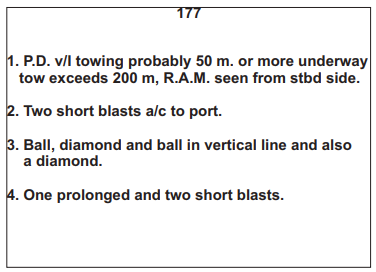 177
1. P.D. v/l towing probably 50 m. or more underway
tow exceeds 200 m, R.A.M. seen from stbd side.
2. Two short blasts a/c to port.
3. Ball, diamond and ball in vertical line and also
a diamond.
4. One prolonged and two short blasts.